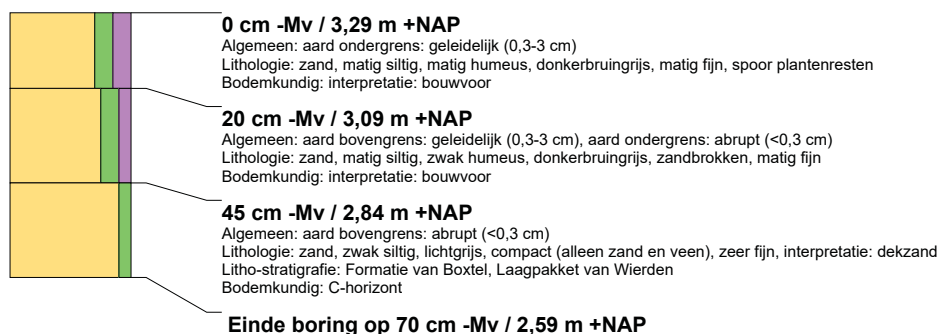 0 cm -Mv / 3,29 m +NAP
Algemeen: aard ondergrens: geleidelijk (0,3-3 cm)
Lithologie: zand, matig siltig, matig humeus, donkerbruingrijs, matig fijn, spoor plantenresten
Bodemkundig: interpretatie: bouwvoor
20 cm -Mv / 3,09 m +NAP
Algemeen: aard bovengrens: geleidelijk (0,3-3 cm), aard ondergrens: abrupt (<0,3 cm)
Lithologie: zand, matig siltig, zwak humeus, donkerbruingrijs, zandbrokken, matig fijn
Bodemkundig: interpretatie: bouwvoor
45 cm -Mv / 2,84 m +NAP
Algemeen: aard bovengrens: abrupt (<0,3 cm)
Lithologie: zand, zwak siltig, lichtgrijs, compact (alleen zand en veen), zeer fijn, interpretatie: dekzand
Litho-stratigrafie: Formatie van Boxtel, Laagpakket van Wierden
Bodemkundig: C-horizont
Einde boring op 70 cm -Mv / 2,59 m +NAP